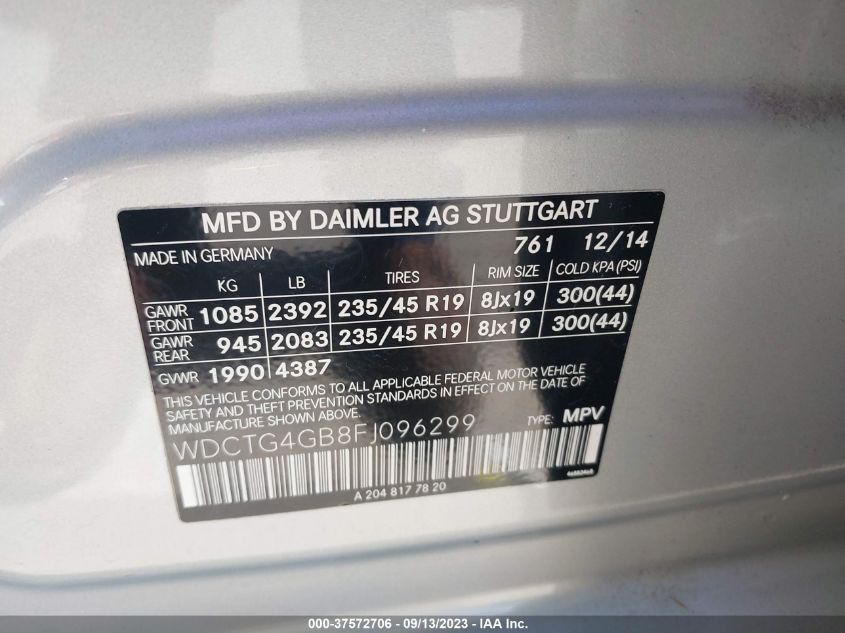 MFD BY DAIMLER AG STUTTGART
MADE IN GERMANY 761 12/14
KG LB TIRES RIM SIZE COLD KPA (PSI)
GAWR FRONT 1085 2392 235/45 R19 8Jx19 300(44)
GAWR REAR 945 2083 235/45 R19 8Jx19 300(44)
GVWR 1990 4387
THIS VEHICLE CONFORMS TO ALL APPLICABLE FEDERAL MOTOR VEHICLE
SAFETY AND THEFT PREVENTION STANDARDS IN EFFECT ON THE DATE OF
MANUFACTURE SHOWN ABOVE.
WDCTG4GB8FJ096299 TYPE: MPV
A 204 817 78 20
000-37572706 - 09/13/2023 - IAA Inc.